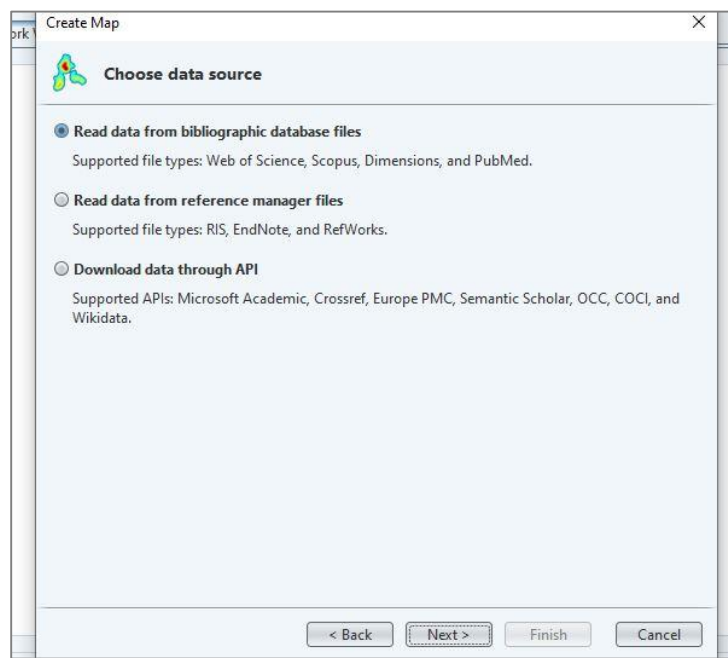 Create Map
ork
Choose data source
Read data from bibliographic database files
Supported file types: Web of Science, Scopus, Dimensions, and PubMed.
Read data from reference manager files
Supported file types: RIS, EndNote, and RefWorks.
Download data through API
Supported APIs: Microsoft Academic, Crossref, Europe PMC, Semantic Scholar, OCC, COCI, and
Wikidata.
< Back Next > Finish Cancel